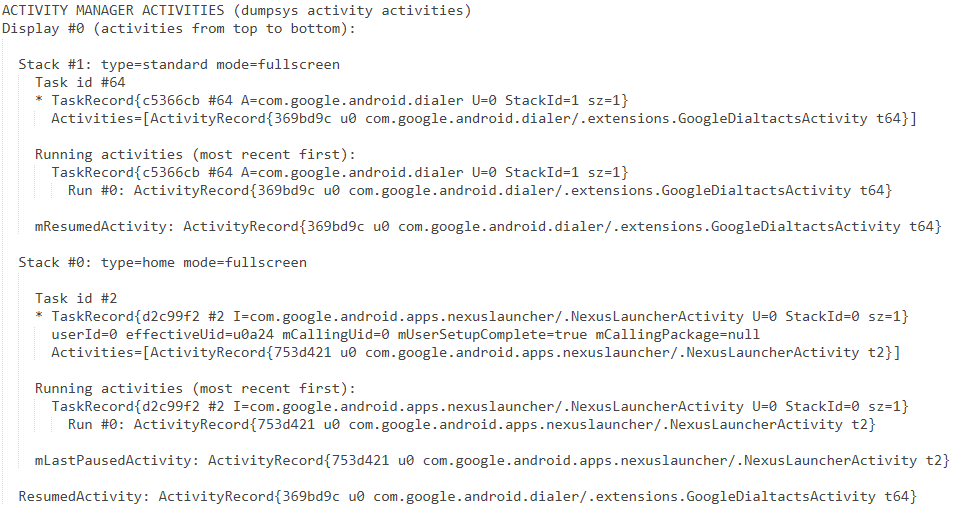 ACTIVITY MANAGER ACTIVITIES (dumpsys activity activities)
Display #0 (activities from top to bottom):
Stack #1: type=standard mode=fullscreen
Task id #64
* TaskRecord{c5366cb #64 A=com.google.android.dialer U=0 StackId=1 sz=1}
Activities=[ActivityRecord{369bd9c u0 com.google.android.dialer/.extensions.GoogleDialtactsActivity t64}]
Running activities (most recent first):
TaskRecord{c5366cb #64 A=com.google.android.dialer U=0 StackId=1 sz=1}
Run #0: ActivityRecord{369bd9c u0 com.google.android.dialer/.extensions.GoogleDialtactsActivity t64}
mResumedActivity: ActivityRecord{369bd9c u0 com.google.android.dialer/.extensions.GoogleDialtactsActivity t64}
Stack #0: type=home mode=fullscreen
Task id #2
* TaskRecord{d2c99f2 #2 I=com.google.android.apps.nexuslauncher/.NexusLauncherActivity U=0 StackId=0 sz=1}
userId=0 effectiveUid=u0a24 mCallingUid=0 mUserSetupComplete=true mCallingPackage=null
Activities=[ActivityRecord{753d421 u0 com.google.android.apps.nexuslauncher/.NexusLauncherActivity t2}]
Running activities (most recent first):
TaskRecord{d2c99f2 #2 I=com.google.android.apps.nexuslauncher/.NexusLauncherActivity U=0 StackId=0 sz=1}
Run #0: ActivityRecord{753d421 u0 com.google.android.apps.nexuslauncher/.NexusLauncherActivity t2}
mLastPausedActivity: ActivityRecord{753d421 u0 com.google.android.apps.nexuslauncher/.NexusLauncherActivity t2}
ResumedActivity: ActivityRecord{369bd9c u0 com.google.android.dialer/.extensions.GoogleDialtactsActivity t64}